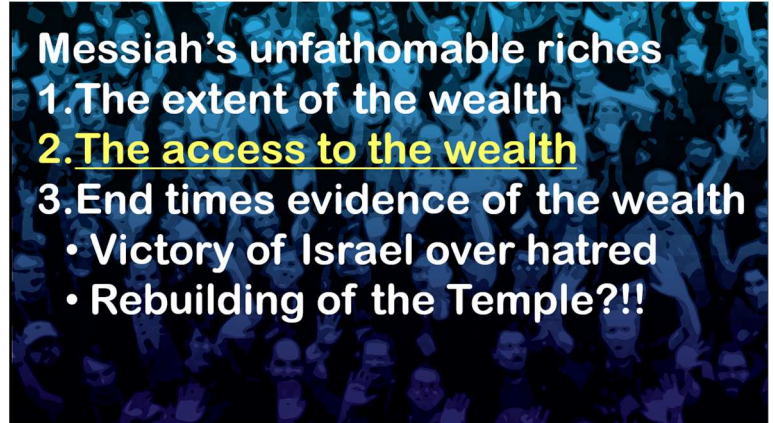 Messiah’s unfathomable riches
1.The extent of the wealth
2.The access to the wealth
3.End times evidence of the wealth
• Victory of Israel over hatred
• Rebuilding of the Temple?!!